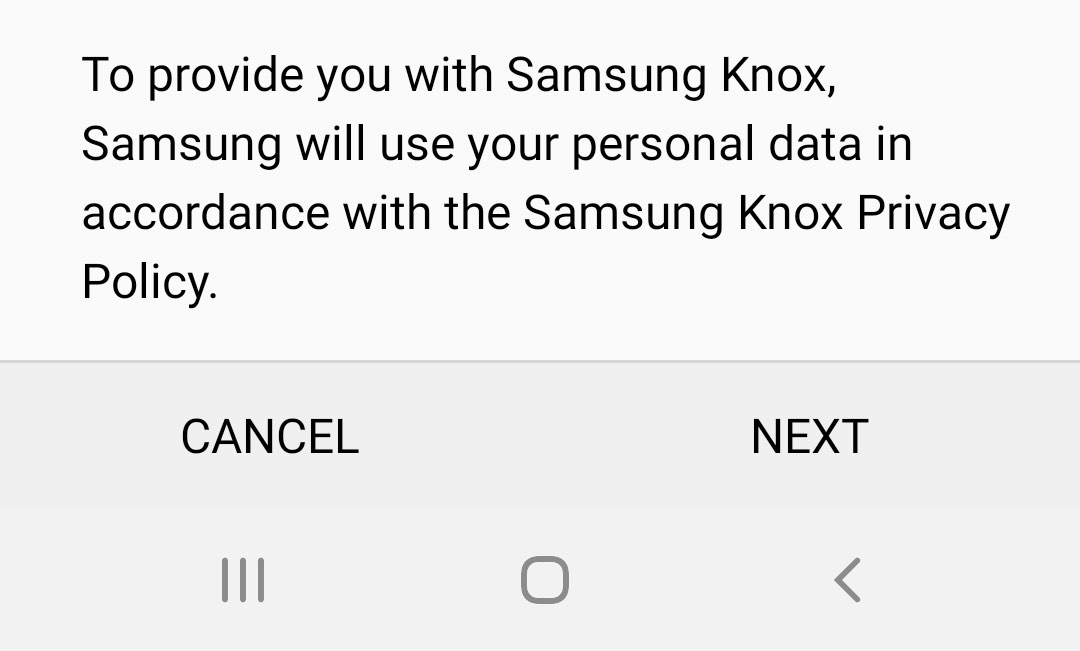 To provide you with Samsung Knox,
Samsung will use your personal data in
accordance with the Samsung Knox Privacy
Policy.
CANCEL NEXT